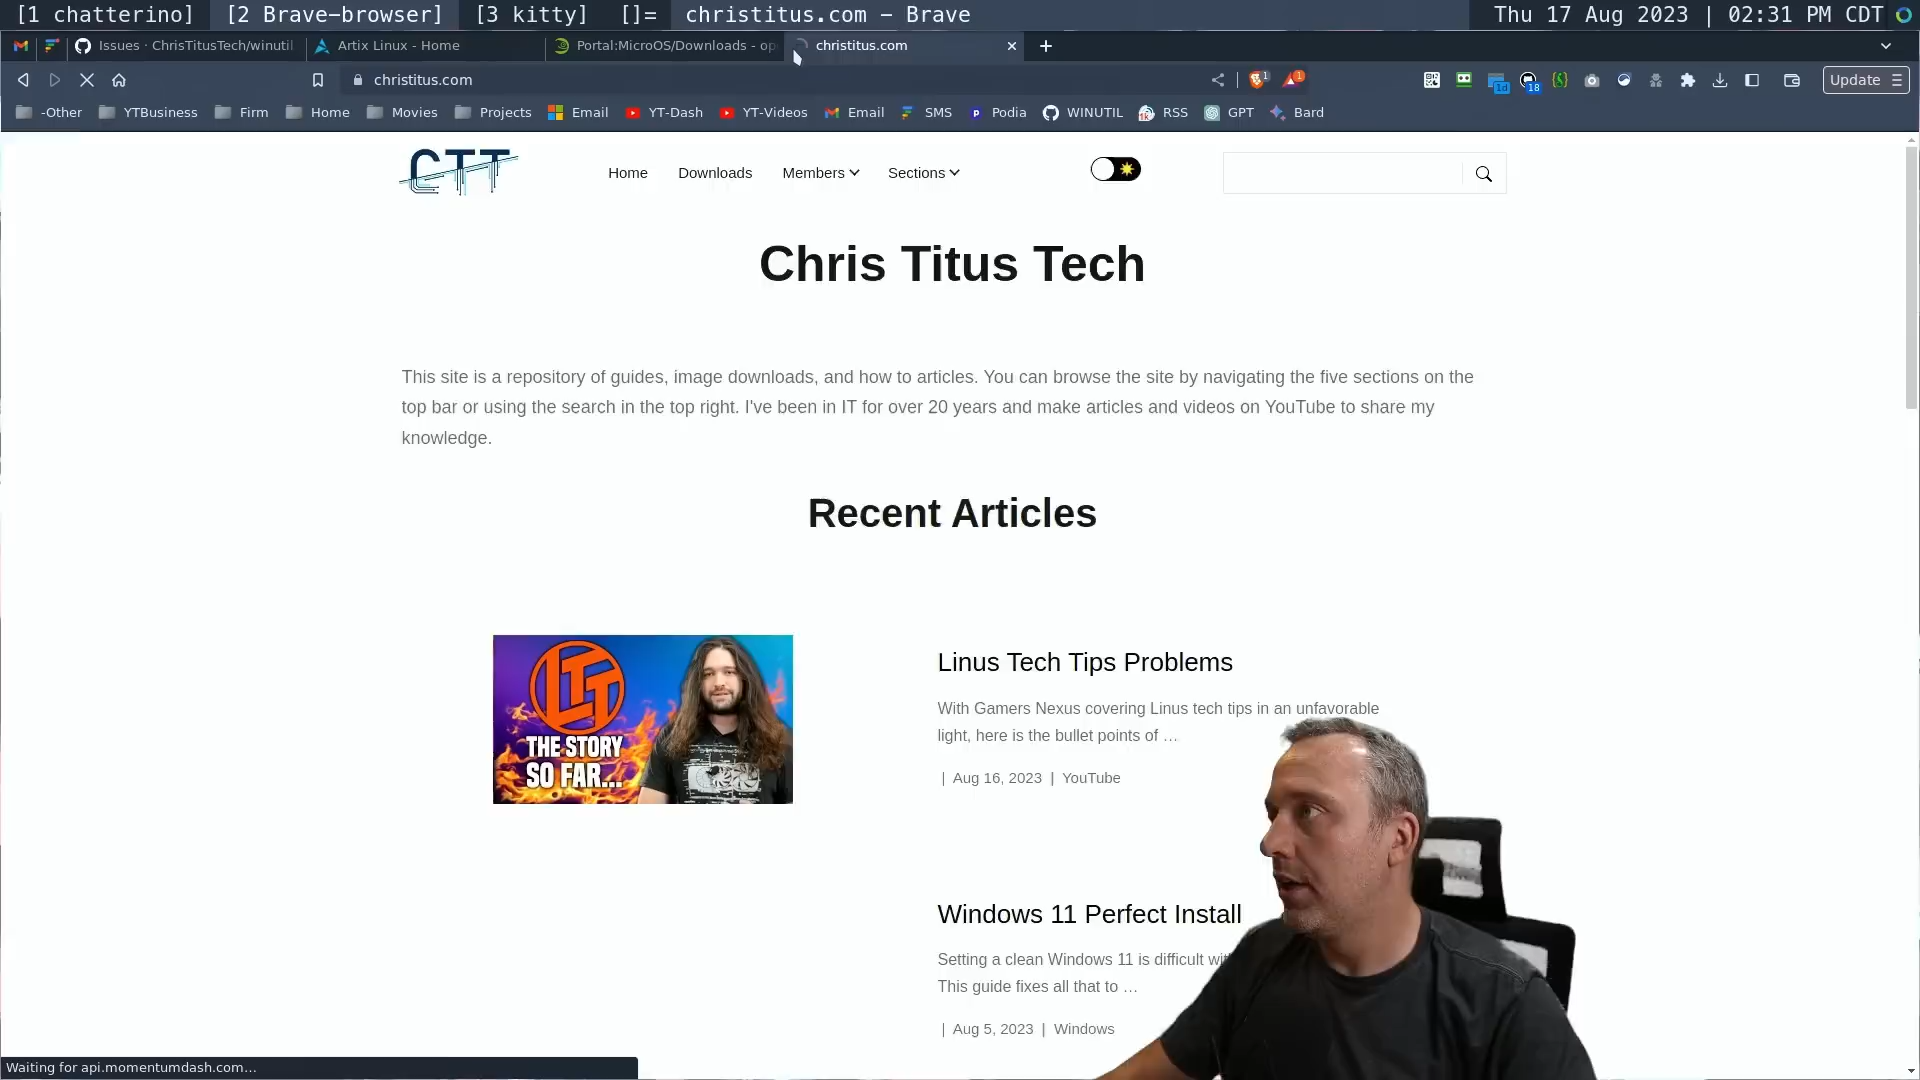 [1 chatterino] [2 Brave-browser] [3 kitty] []= christitus.com - Brave Thu 17 Aug 2023 | 02:31 PM CDT
Issues · ChrisTitusTech/winutil Artix Linux - Home Portal:MicroOS/Downloads - op christitus.com
christitus.com 1 1 1d 18 Update
-Other YTBusiness Firm Home Movies Projects Email YT-Dash YT-Videos Email SMS Podia WINUTIL RSS GPT Bard
CTT Home Downloads Members Sections
Chris Titus Tech
This site is a repository of guides, image downloads, and how to articles. You can browse the site by navigating the five sections on the
top bar or using the search in the top right. I've been in IT for over 20 years and make articles and videos on YouTube to share my
knowledge.
Recent Articles
LTT
THE STORY
SO FAR...
Linus Tech Tips Problems
With Gamers Nexus covering Linus tech tips in an unfavorable
light, here is the bullet points of …
| Aug 16, 2023 | YouTube
Windows 11 Perfect Install
Setting a clean Windows 11 is difficult
This guide fixes all that to …
| Aug 5, 2023 | Windows
Waiting for api.momentumdash.com…